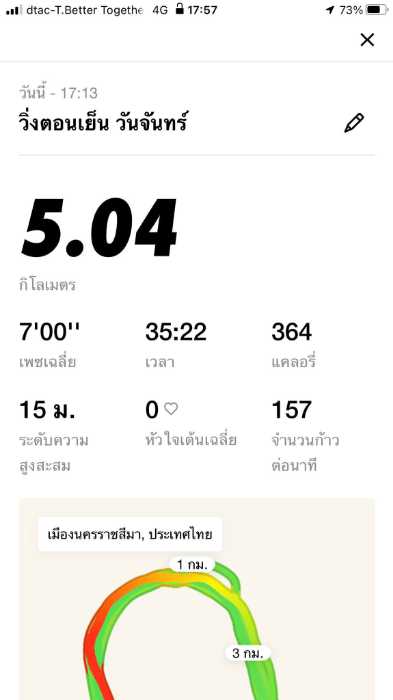 dtac-T.Better Togethe 4G 17:57 73%
วันนี้ - 17:13
วิ่งตอนเย็น วันจันทร์
5.04
กิโลเมตร
7'00'' 35:22 364
เพซเฉลี่ย เวลา แคลอรี่
15 ม. 0 157
ระดับความ หัวใจเต้นเฉลี่ย จำนวนก้าว
สูงสะสม ต่อนาที
เมืองนครราชสีมา, ประเทศไทย
1 กม.
3 กม.